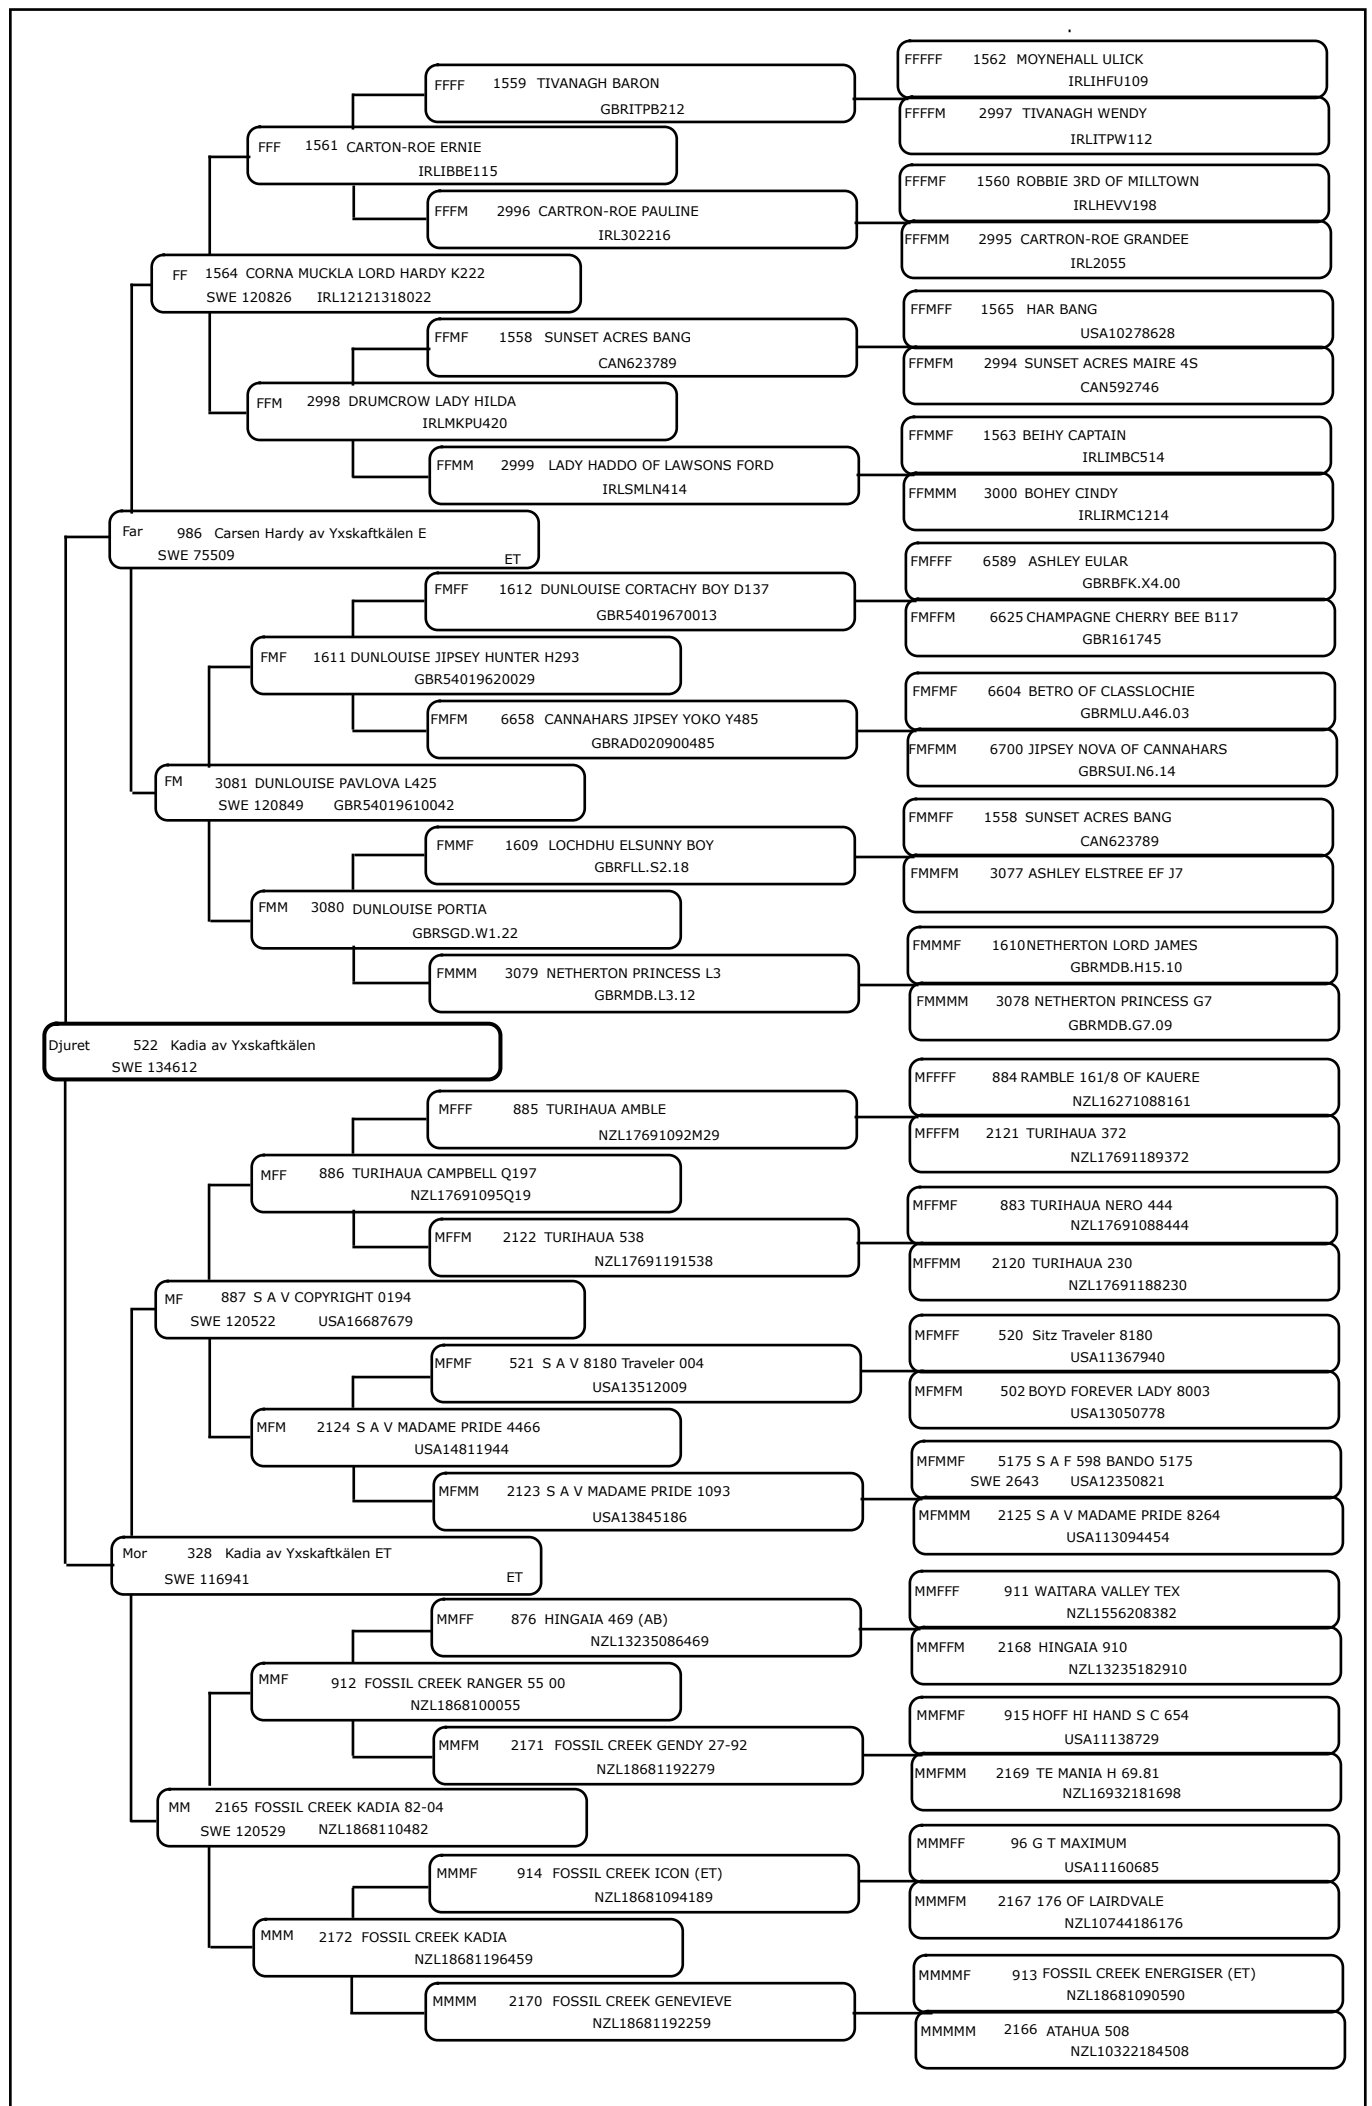 FFFFF 1562 MOYNEHALL ULICK
IRLIHFU109
FFFF 1559 TIVANAGH BARON
GBRITPB212
FFFFM 2997 TIVANAGH WENDY
IRLITPW112
FFF 1561 CARTON-ROE ERNIE
IRLIBBE115
FFFMF 1560 ROBBIE 3RD OF MILLTOWN
IRLHEVV198
FFFM 2996 CARTRON-ROE PAULINE
IRL302216
FFFMM 2995 CARTRON-ROE GRANDEE
IRL2055
FF 1564 CORNA MUCKLA LORD HARDY K222
SWE 120826 IRL12121318022
FFMFF 1565 HAR BANG
USA10278628
FFMF 1558 SUNSET ACRES BANG
CAN623789
FFMFM 2994 SUNSET ACRES MAIRE 4S
CAN592746
FFM 2998 DRUMCROW LADY HILDA
IRLMKPU420
FFMMF 1563 BEIHY CAPTAIN
IRLIMBC514
FFMM 2999 LADY HADDO OF LAWSONS FORD
IRLSMLN414
FFMMM 3000 BOHEY CINDY
IRLIRMC1214
Far 986 Carsen Hardy av Yxskaftkälen E
SWE 75509 ET
FMFFF 6589 ASHLEY EULAR
GBRBFK.X4.00
FMFF 1612 DUNLOUISE CORTACHY BOY D137
GBR54019670013
FMFFM 6625 CHAMPAGNE CHERRY BEE B117
GBR161745
FMF 1611 DUNLOUISE JIPSEY HUNTER H293
GBR54019620029
FMFMF 6604 BETRO OF CLASSLOCHIE
GBRMLU.A46.03
FMFM 6658 CANNAHARS JIPSEY YOKO Y485
GBRAD020900485
FMFMM 6700 JIPSEY NOVA OF CANNAHARS
GBRSUI.N6.14
FM 3081 DUNLOUISE PAVLOVA L425
SWE 120849 GBR54019610042
FMMFF 1558 SUNSET ACRES BANG
CAN623789
FMMF 1609 LOCHDHU ELSUNNY BOY
GBRFLL.S2.18
FMMFM 3077 ASHLEY ELSTREE EF J7
FMM 3080 DUNLOUISE PORTIA
GBRSGD.W1.22
FMMMF 1610 NETHERTON LORD JAMES
GBRMDB.H15.10
FMMM 3079 NETHERTON PRINCESS L3
GBRMDB.L3.12
FMMMM 3078 NETHERTON PRINCESS G7
GBRMDB.G7.09
Djuret 522 Kadia av Yxskaftkälen
SWE 134612
MFFFF 884 RAMBLE 161/8 OF KAUERE
NZL16271088161
MFFF 885 TURIHAUA AMBLE
NZL17691092M29
MFFFM 2121 TURIHAUA 372
NZL17691189372
MFF 886 TURIHAUA CAMPBELL Q197
NZL17691095Q19
MFFMF 883 TURIHAUA NERO 444
NZL17691088444
MFFM 2122 TURIHAUA 538
NZL17691191538
MFFMM 2120 TURIHAUA 230
NZL17691188230
MF 887 S A V COPYRIGHT 0194
SWE 120522 USA16687679
MFMFF 520 Sitz Traveler 8180
USA11367940
MFMF 521 S A V 8180 Traveler 004
USA13512009
MFMFM 502 BOYD FOREVER LADY 8003
USA13050778
MFM 2124 S A V MADAME PRIDE 4466
USA14811944
MFMMF 5175 S A F 598 BANDO 5175
SWE 2643 USA12350821
MFMM 2123 S A V MADAME PRIDE 1093
USA13845186
MFMMM 2125 S A V MADAME PRIDE 8264
USA113094454
Mor 328 Kadia av Yxskaftkälen ET
SWE 116941 ET
MMFFF 911 WAITARA VALLEY TEX
NZL1556208382
MMFF 876 HINGAIA 469 (AB)
NZL13235086469
MMFFM 2168 HINGAIA 910
NZL13235182910
MMF 912 FOSSIL CREEK RANGER 55 00
NZL1868100055
MMFMF 915 HOFF HI HAND S C 654
USA11138729
MMFM 2171 FOSSIL CREEK GENDY 27-92
NZL18681192279
MMFMM 2169 TE MANIA H 69.81
NZL16932181698
MM 2165 FOSSIL CREEK KADIA 82-04
SWE 120529 NZL1868110482
MMMFF 96 G T MAXIMUM
USA11160685
MMMF 914 FOSSIL CREEK ICON (ET)
NZL18681094189
MMMFM 2167 176 OF LAIRDVALE
NZL10744186176
MMM 2172 FOSSIL CREEK KADIA
NZL18681196459
MMMMF 913 FOSSIL CREEK ENERGISER (ET)
NZL18681090590
MMMM 2170 FOSSIL CREEK GENEVIEVE
NZL18681192259
MMMMM 2166 ATAHUA 508
NZL10322184508